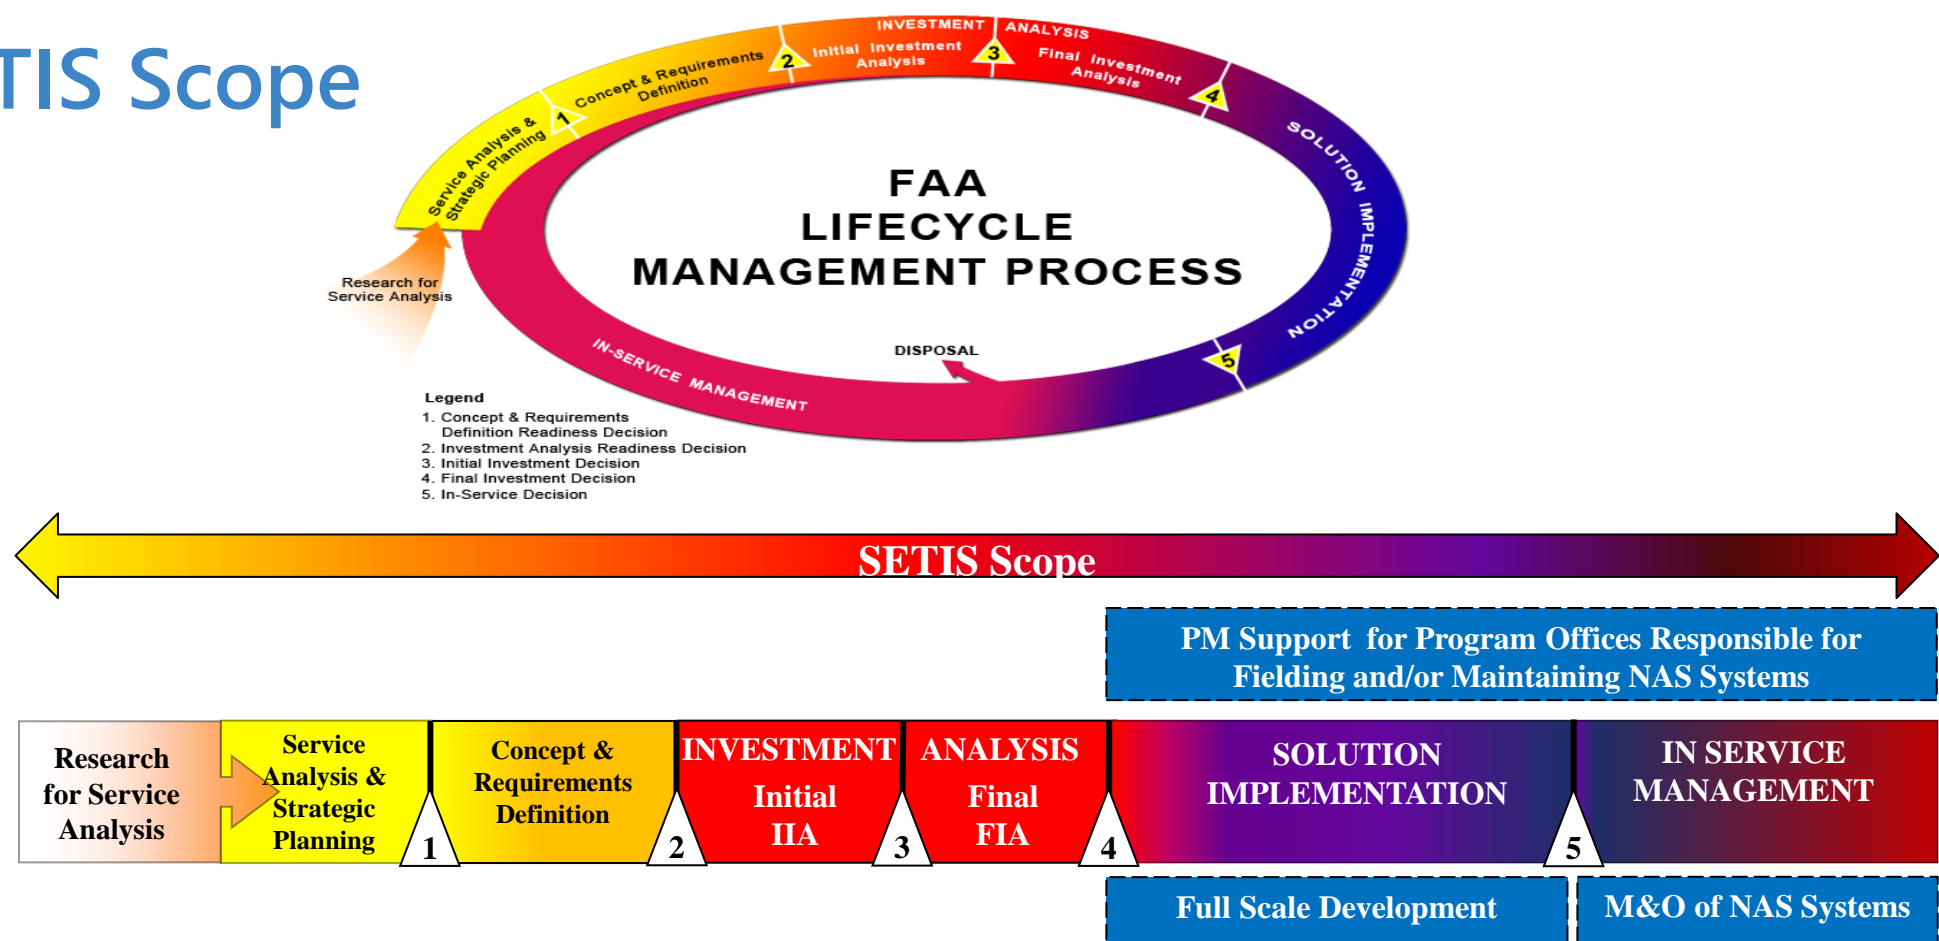 TIS Scope
INVESTMENT ANALYSIS
Initial Investment
Analysis
Final Investment
Analysis
Concept & Requirements
Definition
Service Analysis &
Strategic Planning
1
2
3
4
5
SOLUTION IMPLEMENTATION
FAA
LIFECYCLE
MANAGEMENT PROCESS
Research for
Service Analysis
IN-SERVICE MANAGEMENT
DISPOSAL
Legend
1. Concept & Requirements
Definition Readiness Decision
2. Investment Analysis Readiness Decision
3. Initial Investment Decision
4. Final Investment Decision
5. In-Service Decision
SETIS Scope
PM Support for Program Offices Responsible for
Fielding and/or Maintaining NAS Systems
Research
for Service
Analysis
Service
Analysis &
Strategic
Planning
1
Concept &
Requirements
Definition
2
INVESTMENT
Initial
IIA
3
ANALYSIS
Final
FIA
4
SOLUTION
IMPLEMENTATION
5
IN SERVICE
MANAGEMENT
Full Scale Development
M&O of NAS Systems